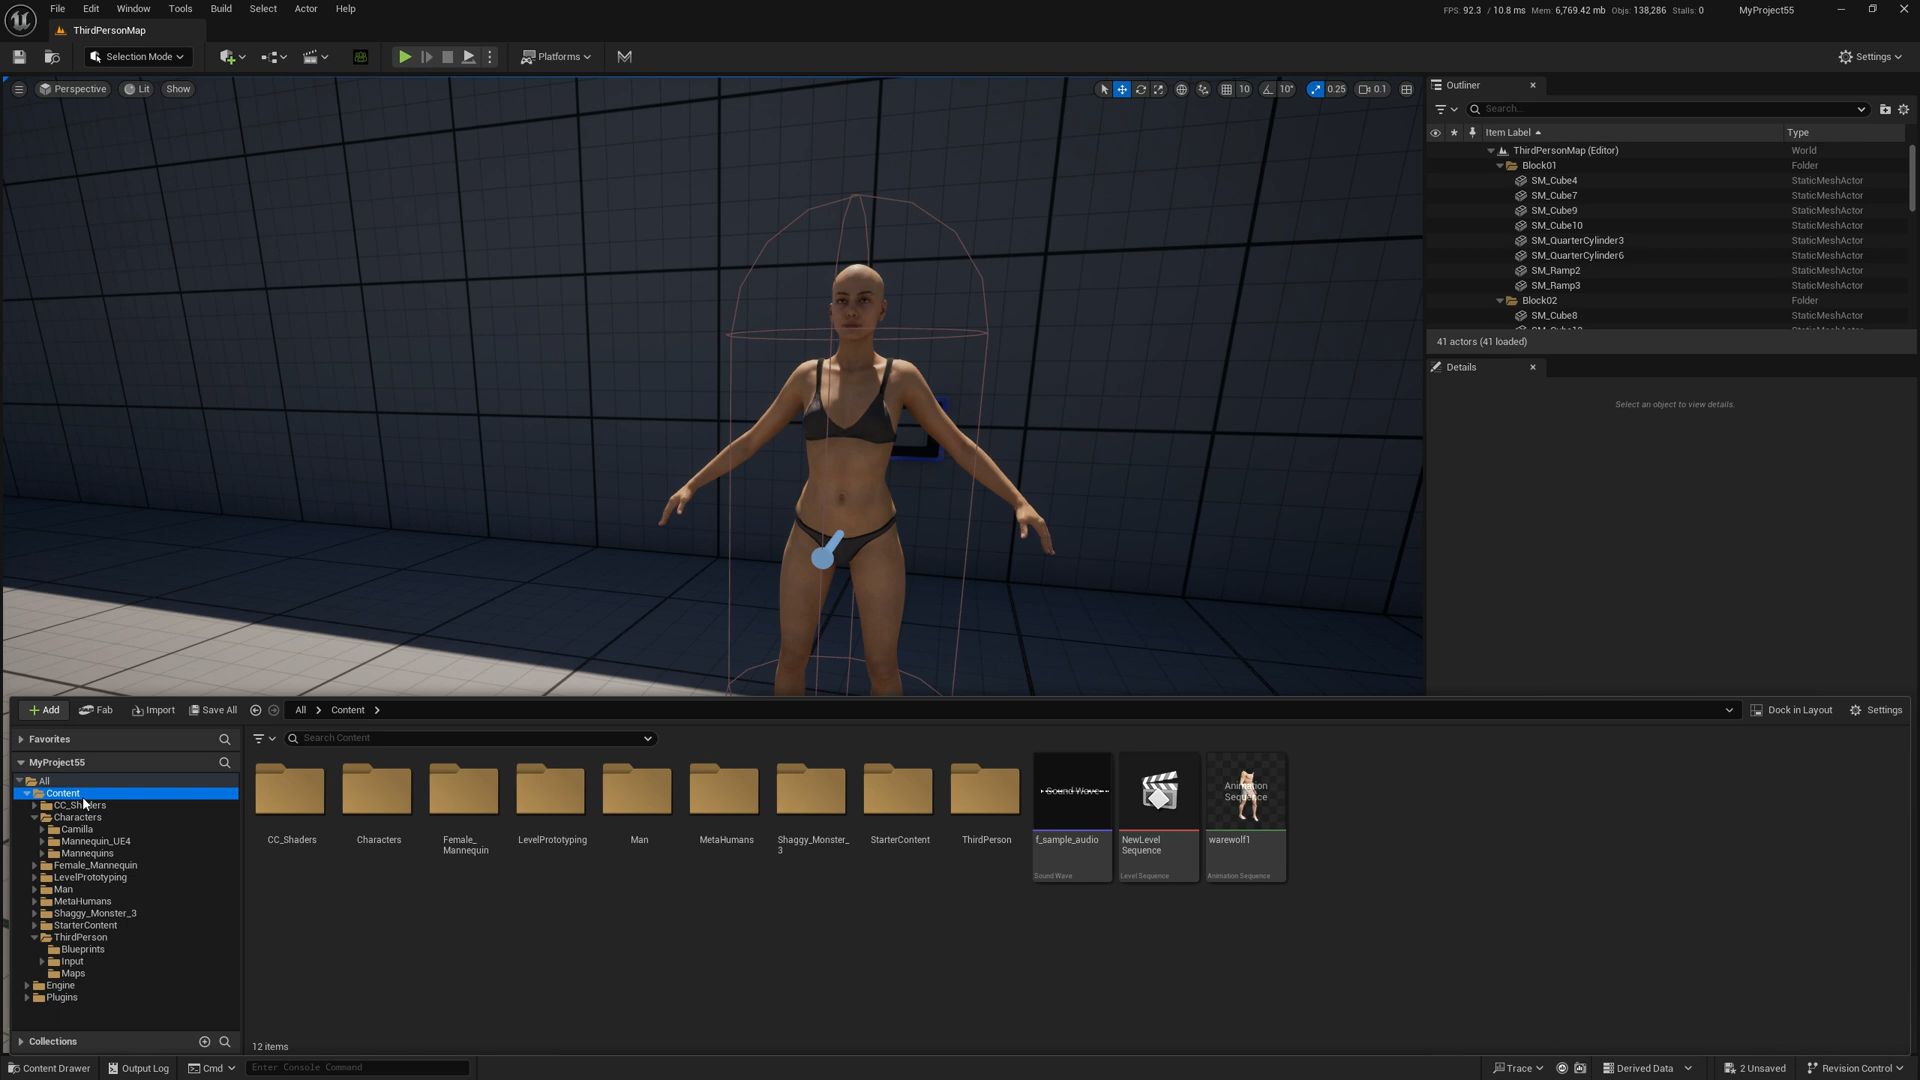 File Edit Window Tools Build Select Actor Help
FPS: 92.3 / 10.8 ms Mem: 6,769.42 mb Objs: 138,286 Stalls: 0 MyProject55
ThirdPersonMap
Selection Mode
Platforms
Settings
Perspective Lit Show
10 10° 0.25 0.1
Outliner
Search...
Item Label Type
ThirdPersonMap (Editor) World
Block01 Folder
SM_Cube4 StaticMeshActor
SM_Cube7 StaticMeshActor
SM_Cube9 StaticMeshActor
SM_Cube10 StaticMeshActor
SM_QuarterCylinder3 StaticMeshActor
SM_QuarterCylinder6 StaticMeshActor
SM_Ramp2 StaticMeshActor
SM_Ramp3 StaticMeshActor
Block02 Folder
SM_Cube8 StaticMeshActor
41 actors (41 loaded)
Details
Select an object to view details.
Add Fab Import Save All All Content Dock in Layout Settings
Favorites
Search Content
MyProject55
All
Content
CC_Shaders
Characters
Camilla
Mannequin_UE4
Mannequins
Female_Mannequin
LevelPrototyping
Man
MetaHumans
Shaggy_Monster_3
StarterContent
ThirdPerson
Blueprints
Input
Maps
Engine
Plugins
Collections
CC_Shaders
Characters
Female_
Mannequin
LevelPrototyping
Man
MetaHumans
Shaggy_Monster_
3
StarterContent
ThirdPerson
Sound Wave
f_sample_audio
Sound Wave
NewLevel
Sequence
Level Sequence
Animation
Sequence
warewolf1
Animation Sequence
12 items
Content Drawer Output Log Cmd Enter Console Command
Trace Derived Data 2 Unsaved Revision Control